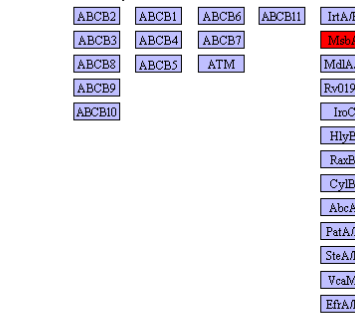 ABCB2 ABCB1 ABCB6 ABCB11 IrtA/
ABCB3 ABCB4 ABCB7 Msb
ABCB8 ABCB5 ATM MdlA
ABCB9 Rv019
ABCB10 IroC
HlyB
RaxB
CylB
AbcA
PatA/
SteA/
VcaM
EfrA/